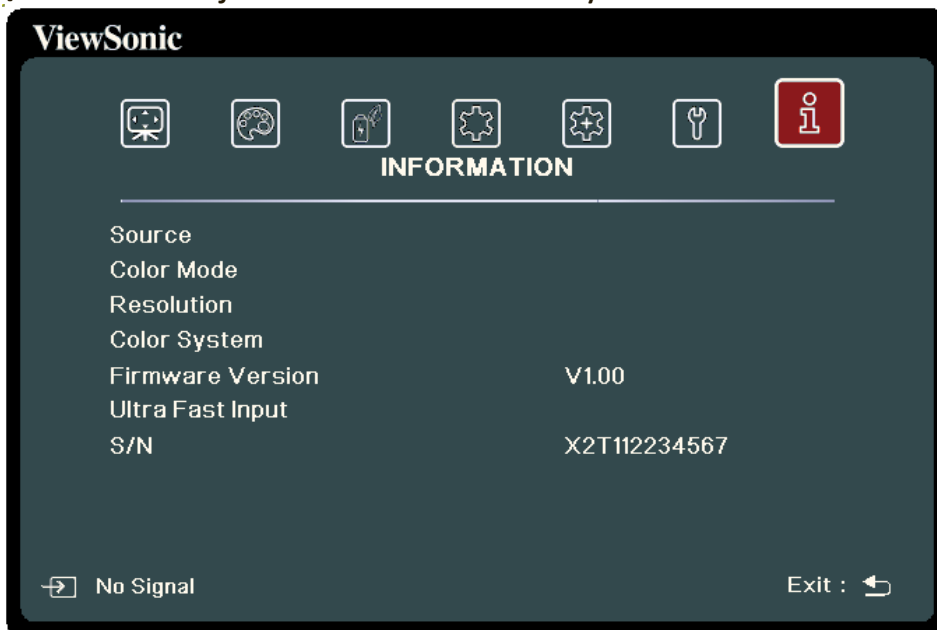 ViewSonic
INFORMATION
Source
Color Mode
Resolution
Color System
Firmware Version V1.00
Ultra Fast Input
S/N X2T112234567
No Signal Exit :